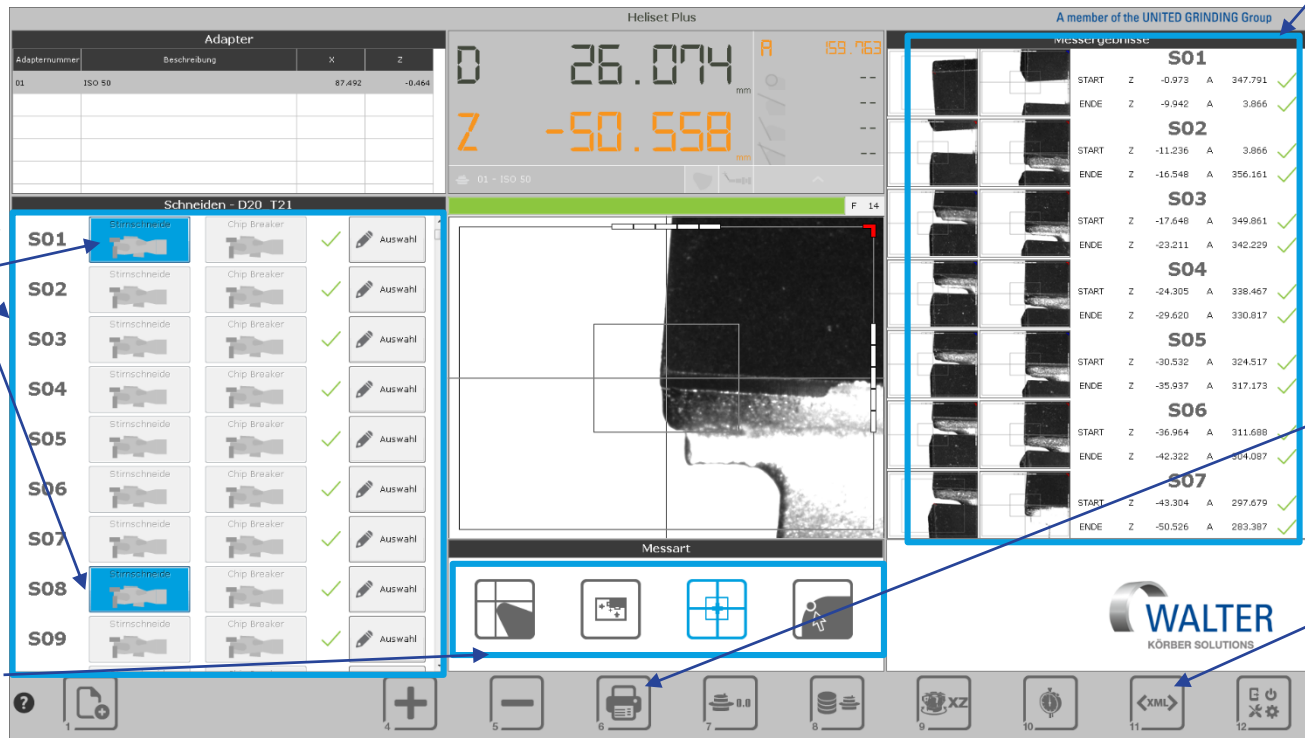 Heliset Plus
A member of the UNITED GRINDING Group
Adapter
Adapternummer Beschreibung X Z
01 ISO 50 87.492 -0.464
D 26.074 mm
Z -50.558 mm
R 159.763
--
--
--
--
01 - ISO 50
F 14
Schneiden - D20 T21
S01 Stirnschneide Chip Breaker Auswahl
S02 Stirnschneide Chip Breaker Auswahl
S03 Stirnschneide Chip Breaker Auswahl
S04 Stirnschneide Chip Breaker Auswahl
S05 Stirnschneide Chip Breaker Auswahl
S06 Stirnschneide Chip Breaker Auswahl
S07 Stirnschneide Chip Breaker Auswahl
S08 Stirnschneide Chip Breaker Auswahl
S09 Stirnschneide Chip Breaker Auswahl
Messart
Messergebnisse
S01
START Z -0.973 A 347.791
ENDE Z -9.942 A 3.866
S02
START Z -11.236 A 3.866
ENDE Z -16.548 A 356.161
S03
START Z -17.648 A 349.861
ENDE Z -23.211 A 342.229
S04
START Z -24.305 A 338.467
ENDE Z -29.620 A 330.817
S05
START Z -30.532 A 324.517
ENDE Z -35.937 A 317.173
S06
START Z -36.964 A 311.688
ENDE Z -42.322 A 304.087
S07
START Z -43.304 A 297.679
ENDE Z -50.526 A 283.387
WALTER
KÖRBER SOLUTIONS
?
1
4
5
6
7 0.0
8
9 XZ
10
11 <XML>
12